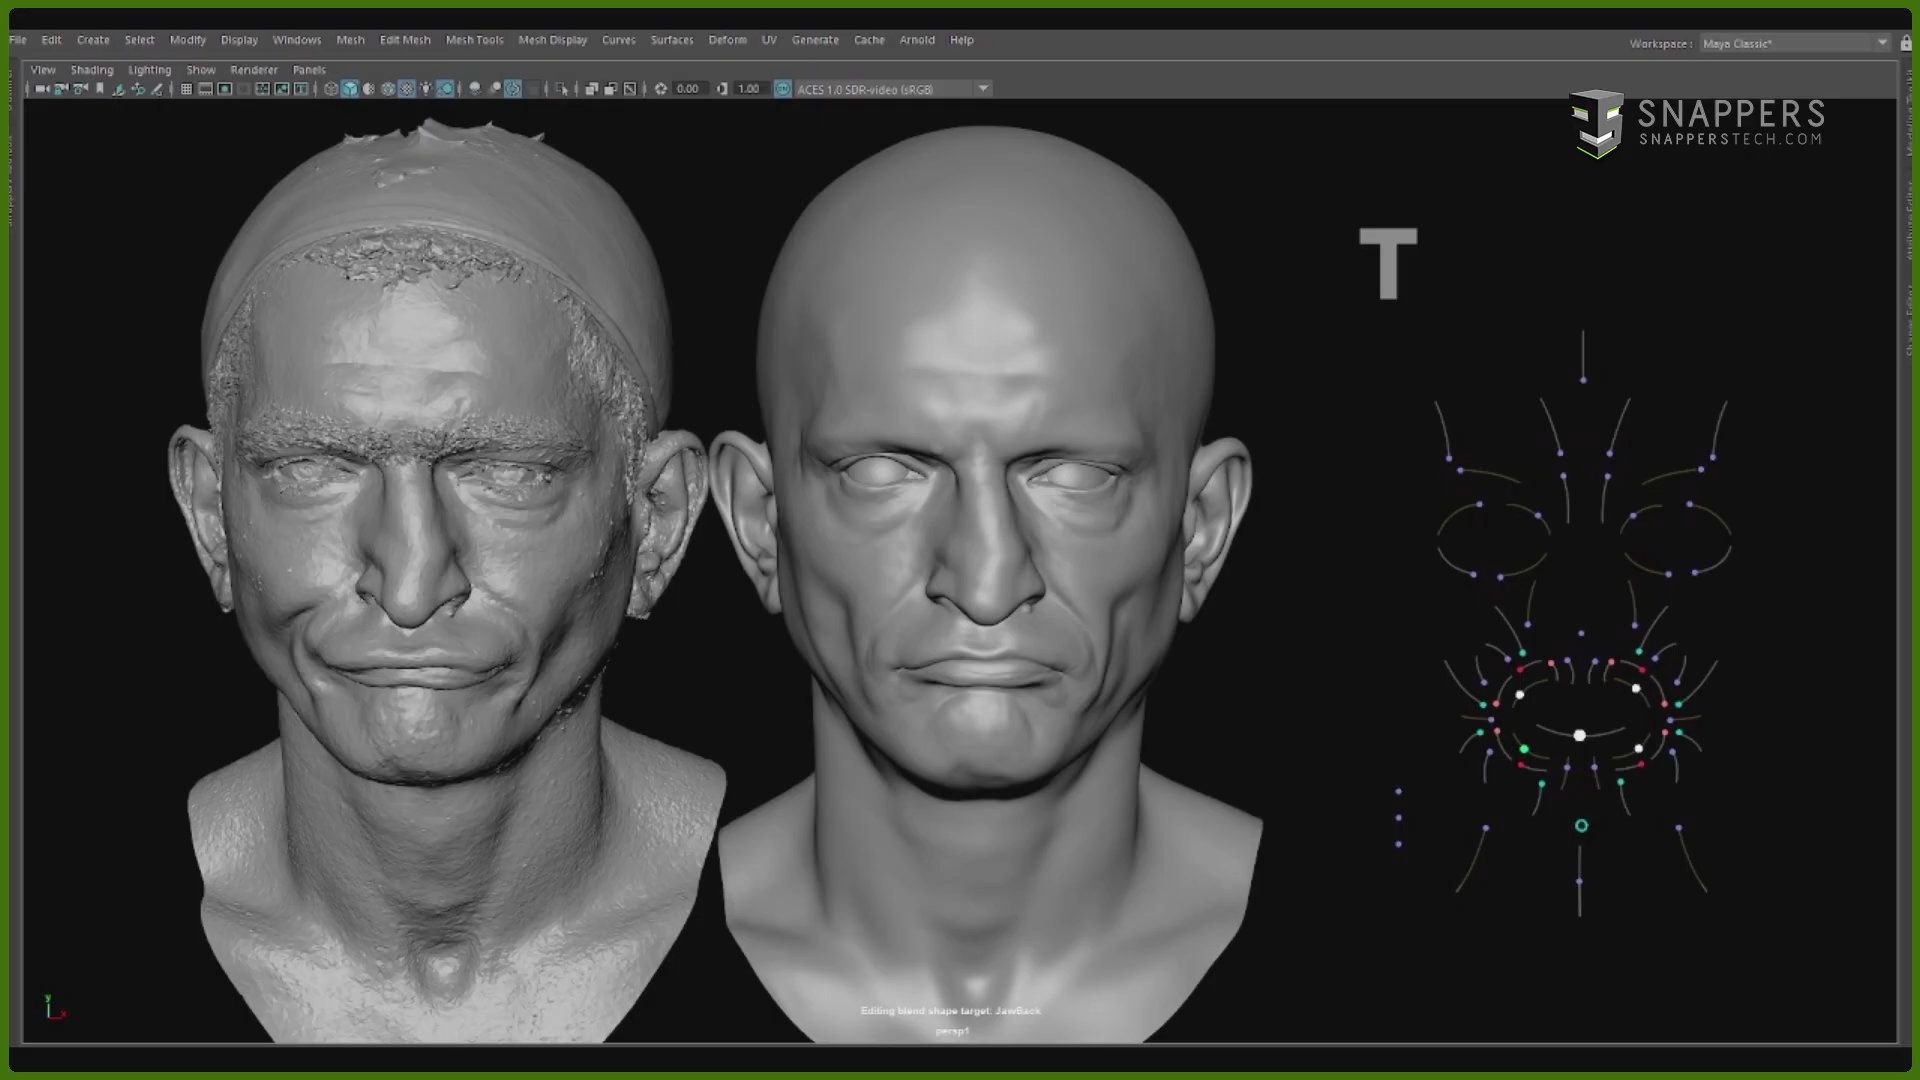 File Edit Create Select Modify Display Windows Mesh Edit Mesh Mesh Tools Mesh Display Curves Surfaces Deform UV Generate Cache Arnold Help
Workspace : Maya Classic*
View Shading Lighting Show Renderer Panels
0.00 1.00 ACES 1.0 SDR-video (sRGB)
SNAPPERS
SNAPPERSTECH.COM
T
y
x
Editing blend shape target: JawBack
persp1